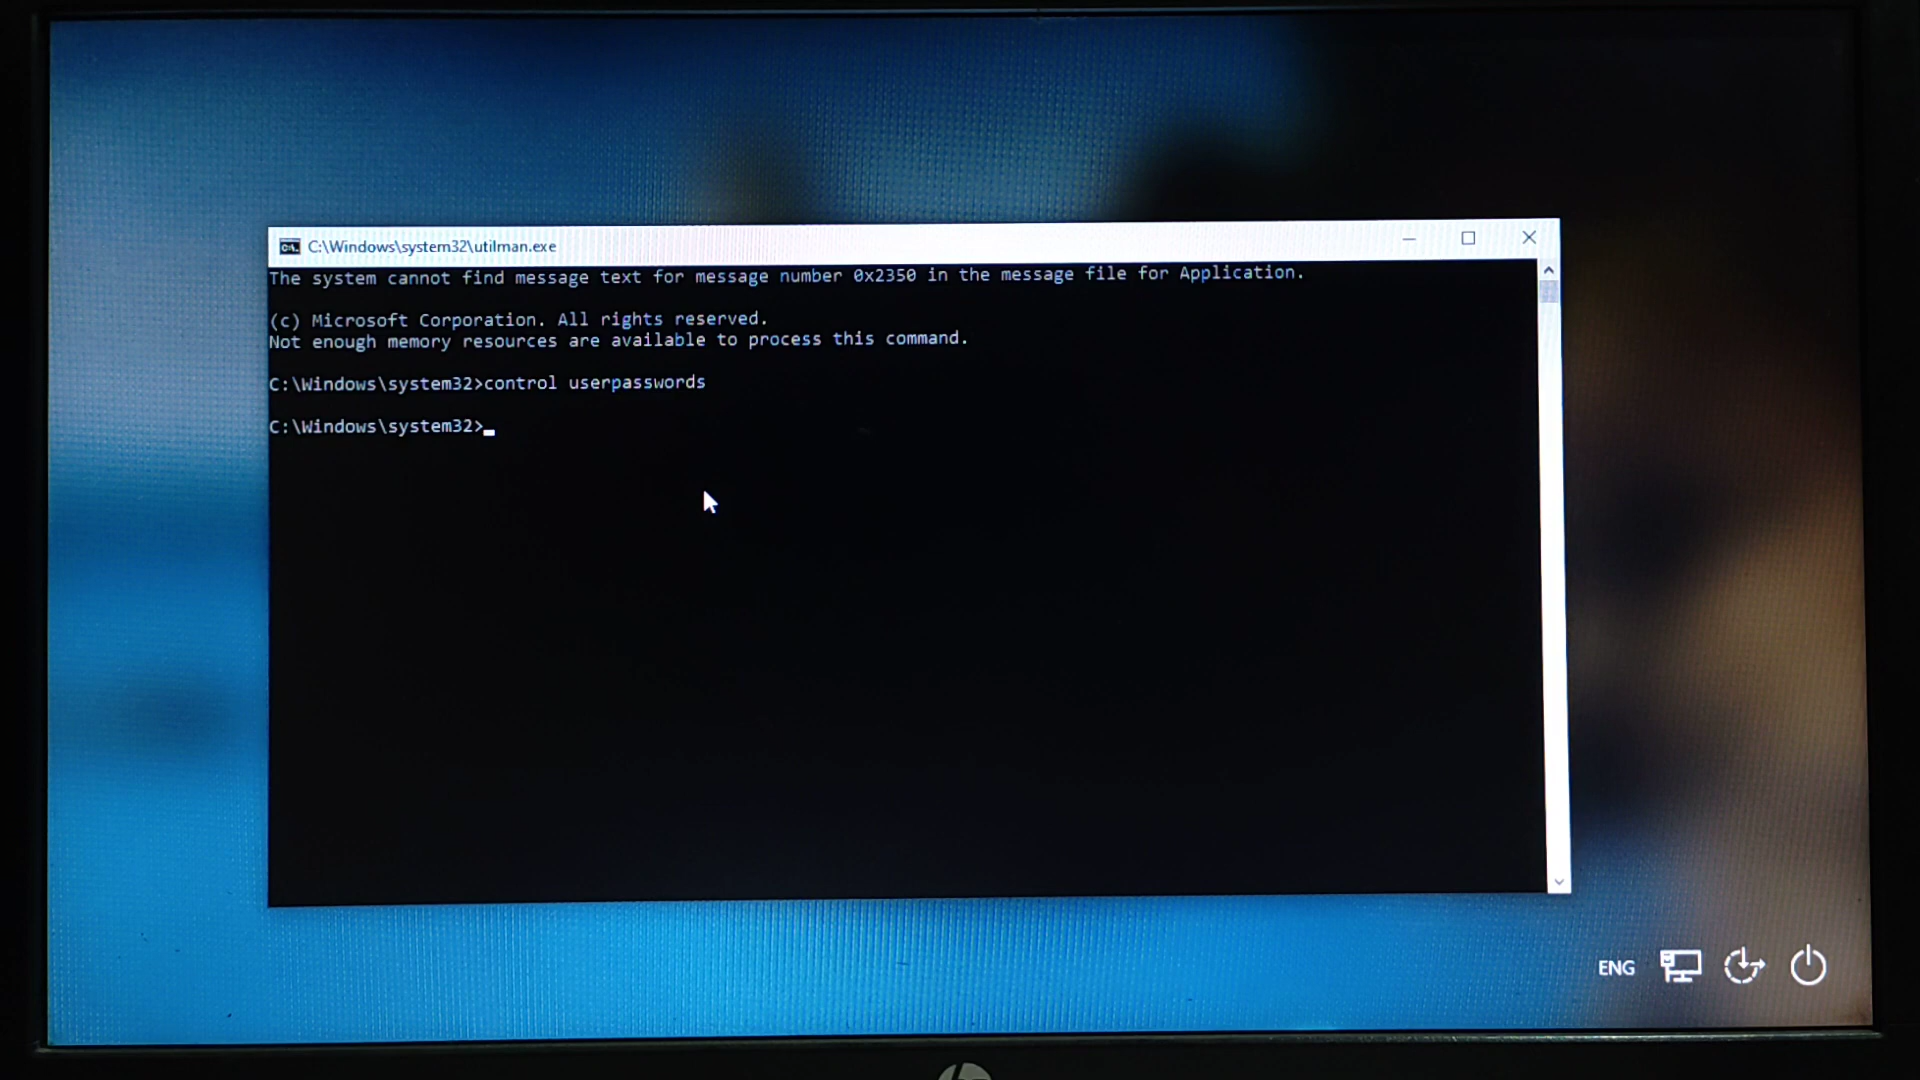 C:\Windows\system32\utilman.exe
The system cannot find message text for message number 0x2350 in the message file for Application.
(c) Microsoft Corporation. All rights reserved.
Not enough memory resources are available to process this command.
C:\Windows\system32>control userpasswords
C:\Windows\system32>
ENG